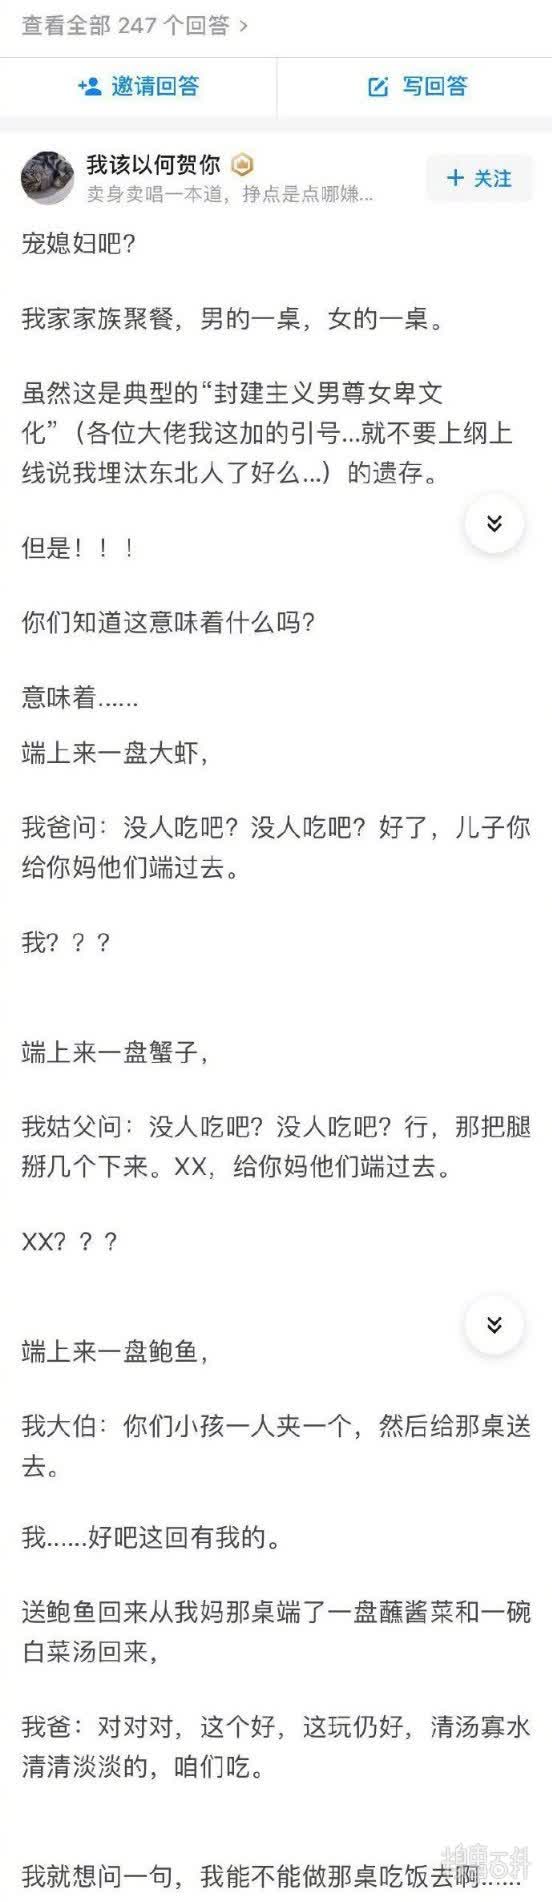 查看全部 247 个回答 >
邀请回答
写回答
我该以何贺你
卖身卖唱一本道，挣点是点哪嫌...
+ 关注
宠媳妇吧？
我家家族聚餐，男的一桌，女的一桌。
虽然这是典型的“封建主义男尊女卑文
化”（各位大佬我这加的引号...就不要上纲上
线说我埋汰东北人了好么...）的遗存。
但是！！！
你们知道这意味着什么吗？
意味着......
端上来一盘大虾，
我爸问：没人吃吧？没人吃吧？好了，儿子你
给你妈他们端过去。
我？？？
端上来一盘蟹子，
我姑父问：没人吃吧？没人吃吧？行，那把腿
掰几个下来。XX，给你妈他们端过去。
XX？？？
端上来一盘鲍鱼，
我大伯：你们小孩一人夹一个，然后给那桌送
去。
我......好吧这回有我的。
送鲍鱼回来从我妈那桌端了一盘蘸酱菜和一碗
白菜汤回来，
我爸：对对对，这个好，这玩仍好，清汤寡水
清清淡淡的，咱们吃。
我就想问一句，我能不能做那桌吃饭去啊......